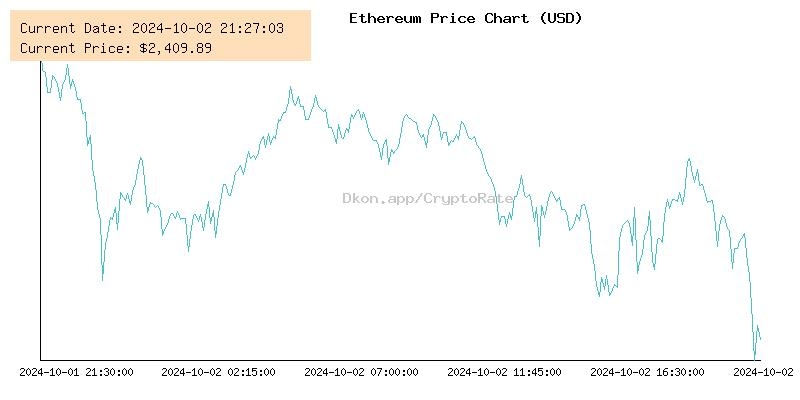 Ethereum Price Chart (USD)
Current Date: 2024-10-02 21:27:03
Current Price: $2,409.89
Dkon.app/CryptoRate
2024-10-01 21:30:00
2024-10-02 02:15:00
2024-10-02 07:00:00
2024-10-02 11:45:00
2024-10-02 16:30:00
2024-10-02